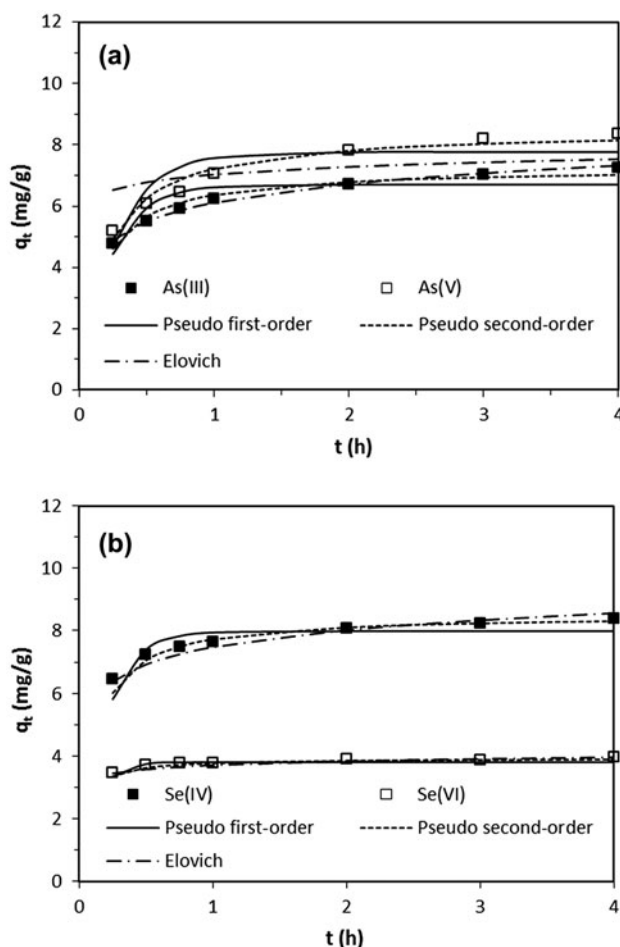 12
(a)
10
8
6
4
2
0
q_t (mg/g)
As(III) As(V)
Pseudo first-order Pseudo second-order
Elovich
0 1 2 3 4
t (h)
12
(b)
10
8
6
4
2
0
q_t (mg/g)
Se(IV) Se(VI)
Pseudo first-order Pseudo second-order
Elovich
0 1 2 3 4
t (h)